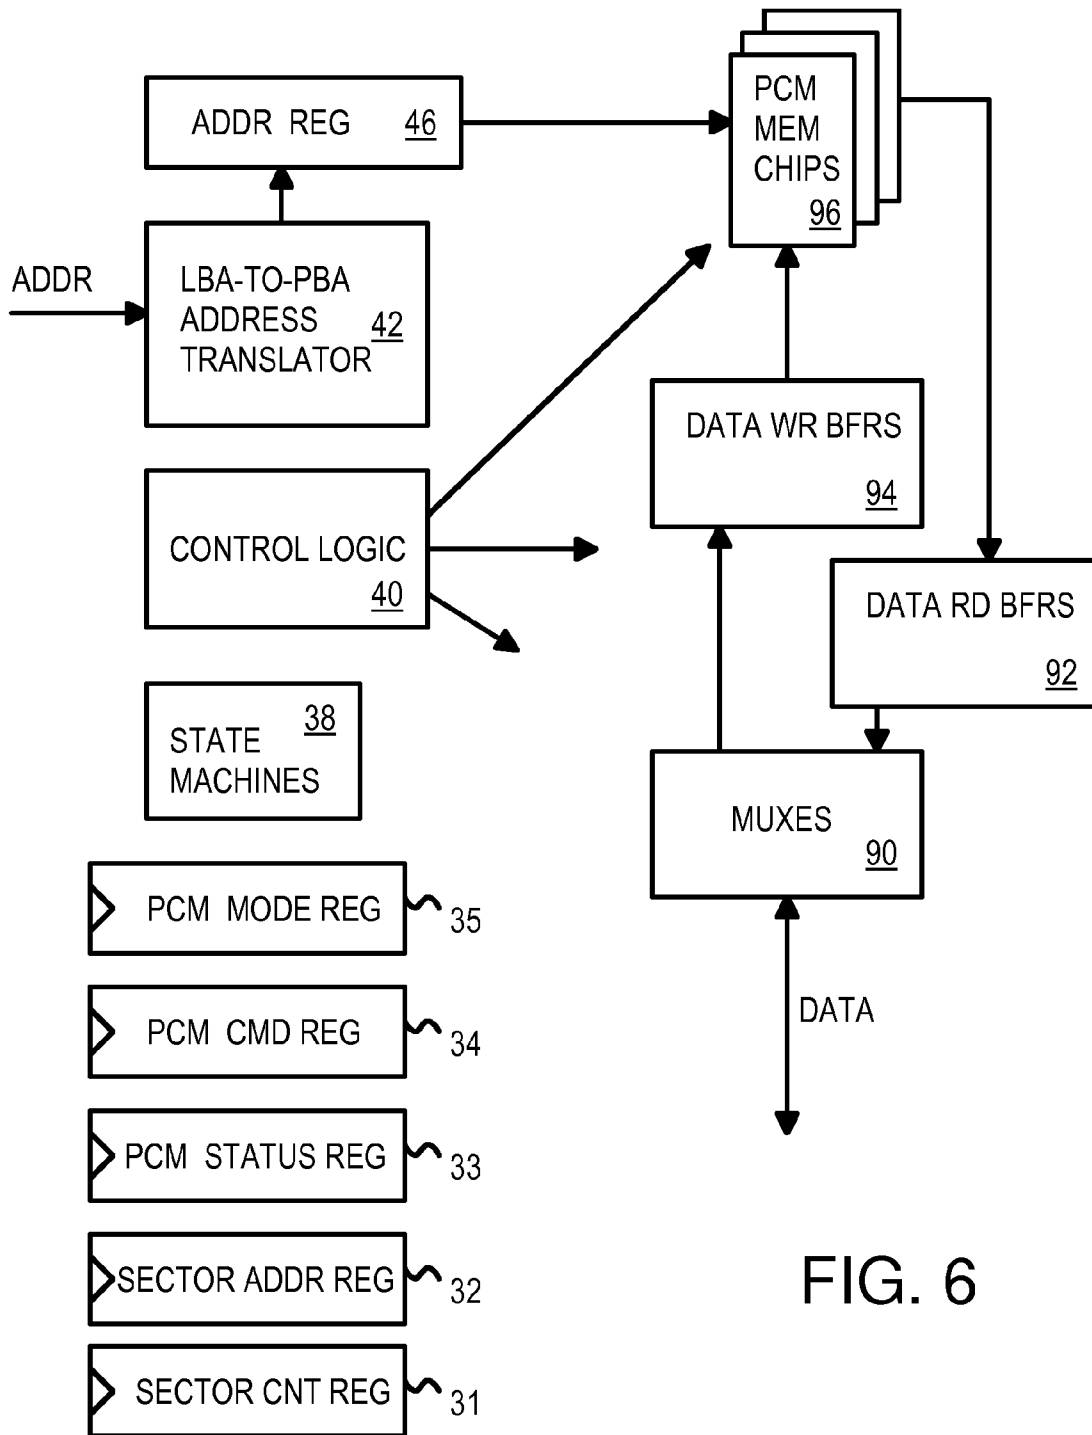 ADDR REG 46
PCM
MEM
CHIPS
96
ADDR
LBA-TO-PBA
ADDRESS
TRANSLATOR
42
DATA WR BFRS
94
CONTROL LOGIC
40
DATA RD BFRS
92
38
STATE
MACHINES
MUXES
90
PCM MODE REG
35
PCM CMD REG
34
DATA
PCM STATUS REG
33
SECTOR ADDR REG
32
SECTOR CNT REG
31
FIG. 6